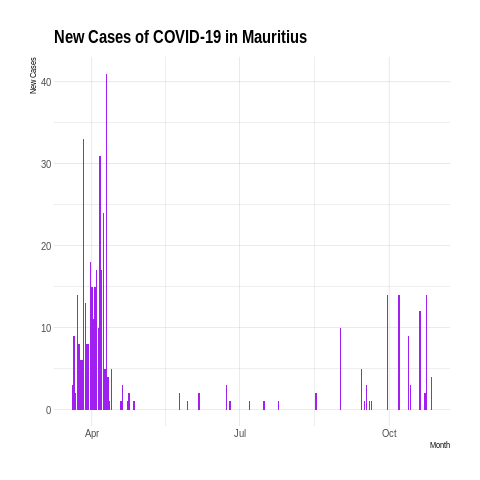 New Cases of COVID-19 in Mauritius
New Cases
40
30
20
10
0
Apr
Jul
Oct
Month